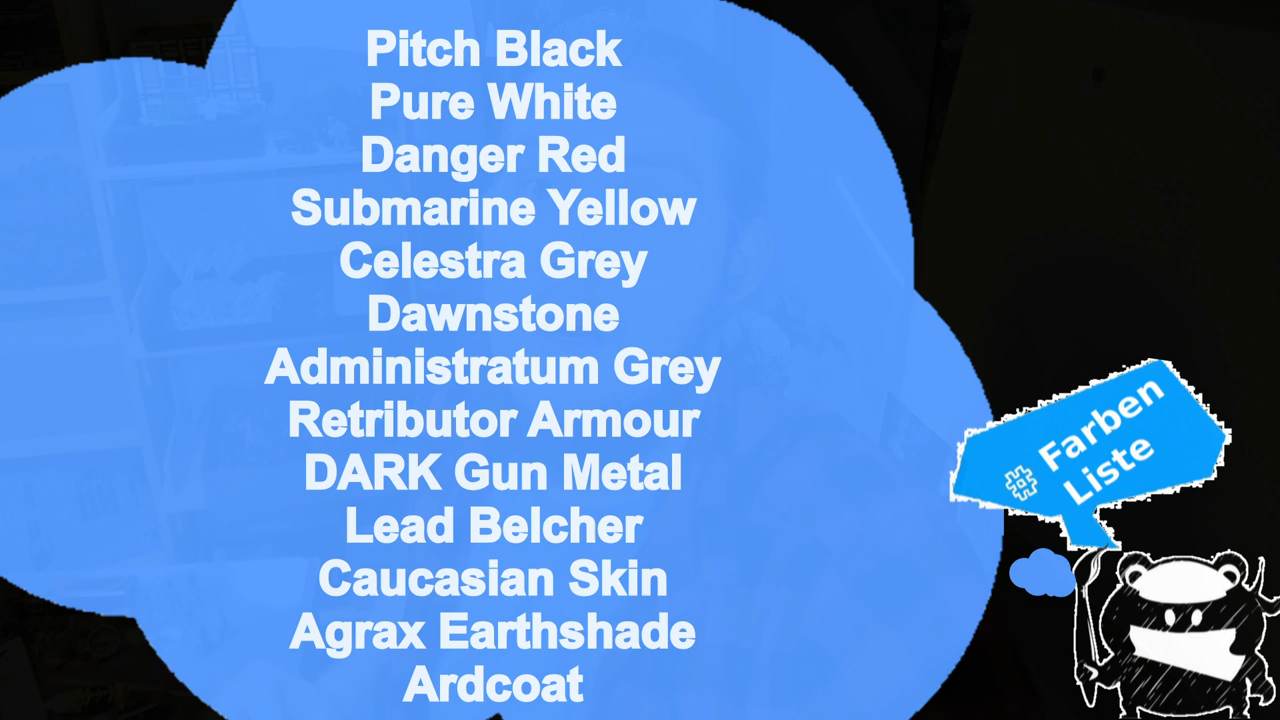 Pitch Black
Pure White
Danger Red
Submarine Yellow
Celestra Grey
Dawnstone
Administratum Grey
Retributor Armour
DARK Gun Metal
Lead Belcher
Caucasian Skin
Agrax Earthshade
Ardcoat
# Farben
Liste